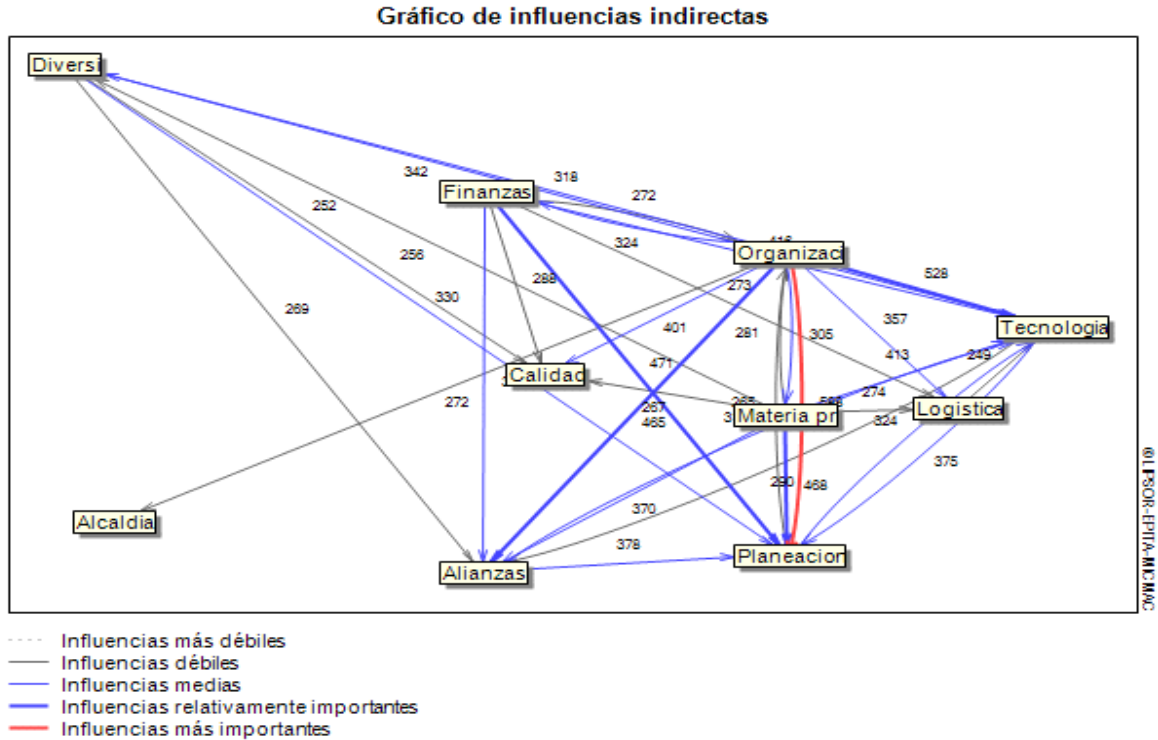 Gráfico de influencias indirectas
Diversi
342
318
Finanzas
272
252
324
416
Organizaci
256
288
273
528
269
330
401
281
305
357
Tecnologia
413
249
471
Calidad
274
272
267
Materia pr
Logistica
465
324
375
290
468
370
Alcaldia
378
Planeacion
Alianzas
©LIPSOR-EPITA-MICMAC
Influencias más débiles
Influencias débiles
Influencias medias
Influencias relativamente importantes
Influencias más importantes